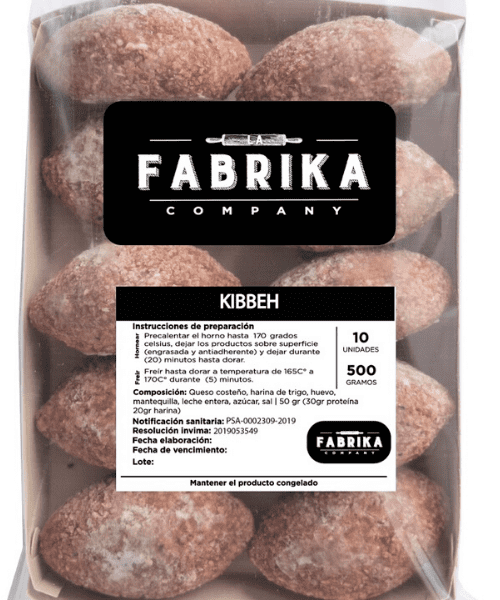 LA
FABRIKA
COMPANY
KIBBEH
Instrucciones de preparación
Hornear
Precalentar el horno hasta 170 grados
celsius, dejar los productos sobre superficie
(engrasada y antiadherente) y dejar durante
(20) minutos hasta dorar.
Freír
Freír hasta dorar a temperatura de 165C° a
170C° durante (5) minutos.
10
UNIDADES
500
GRAMOS
Composición: Queso costeño, harina de trigo, huevo,
mantequilla, leche entera, azúcar, sal | 50 gr (30gr proteína
20gr harina)
Notificación sanitaria: PSA-0002309-2019
Resolución invima: 2019053549
Fecha elaboración:
Fecha de vencimiento:
Lote:
FABRIKA
COMPANY
Mantener el producto congelado